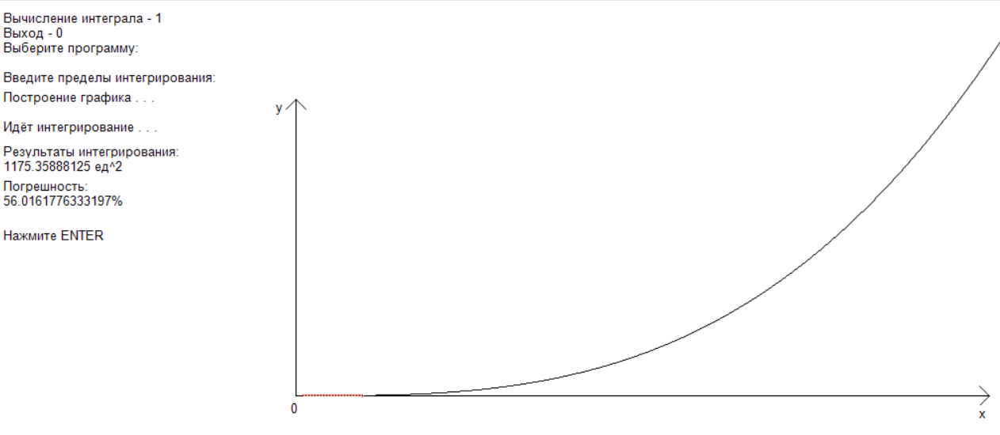 Вычисление интеграла - 1
Выход - 0
Выберите программу:
Введите пределы интегрирования:
Построение графика . . .
Идёт интегрирование . . .
Результаты интегрирования:
1175.35888125 ед^2
Погрешность:
56.0161776333197%
Нажмите ENTER
y
0
x